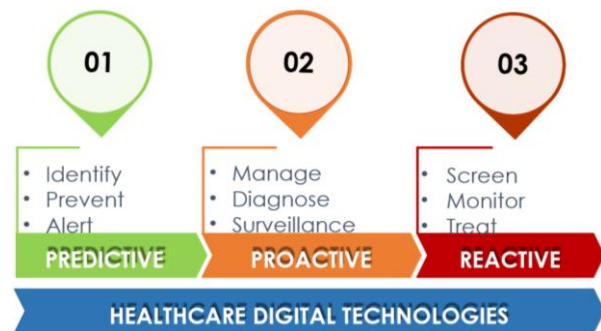 01
02
03
• Identify
• Prevent
• Alert
• Manage
• Diagnose
• Surveillance
• Screen
• Monitor
• Treat
PREDICTIVE
PROACTIVE
REACTIVE
HEALTHCARE DIGITAL TECHNOLOGIES